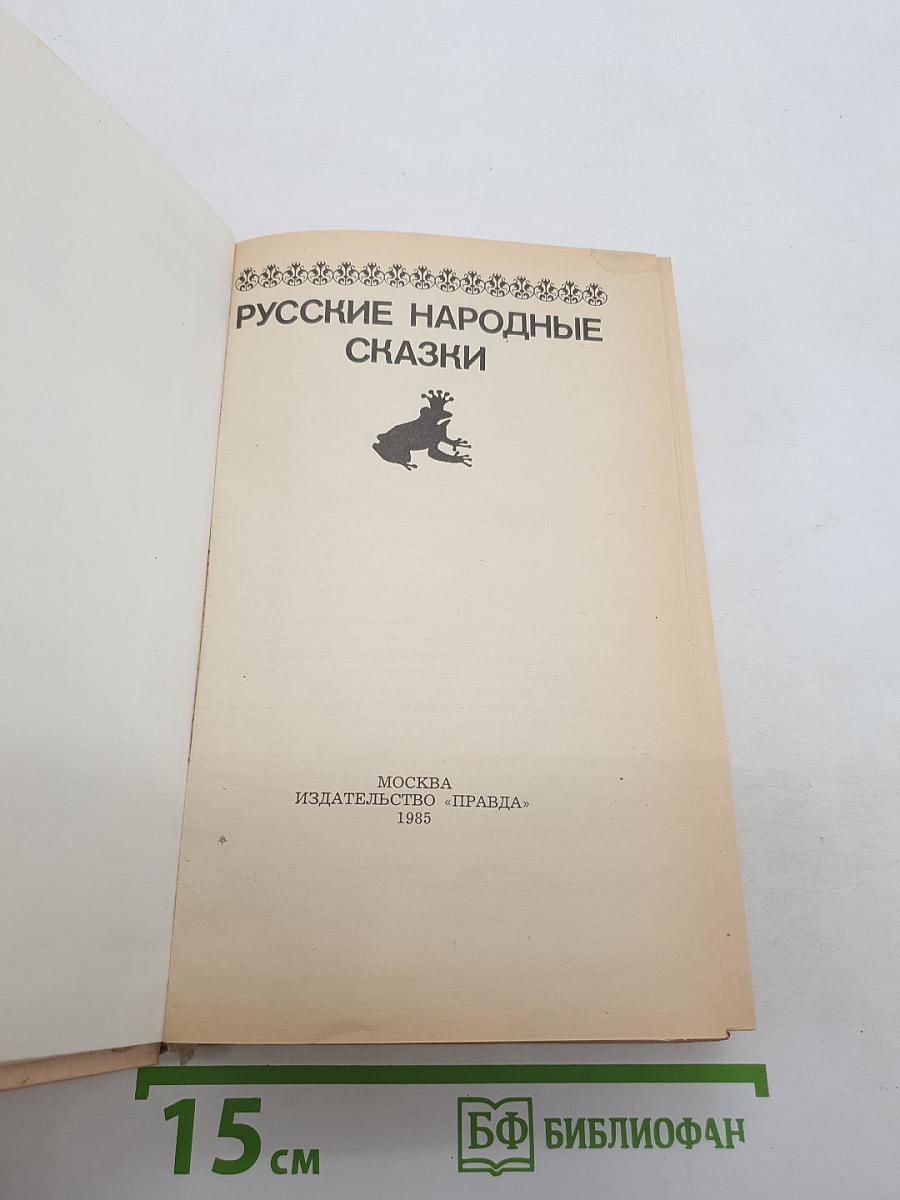 РУССКИЕ НАРОДНЫЕ
СКАЗКИ
МОСКВА
ИЗДАТЕЛЬСТВО «ПРАВДА»
1985
15 см
БФ БИБЛИОФАН